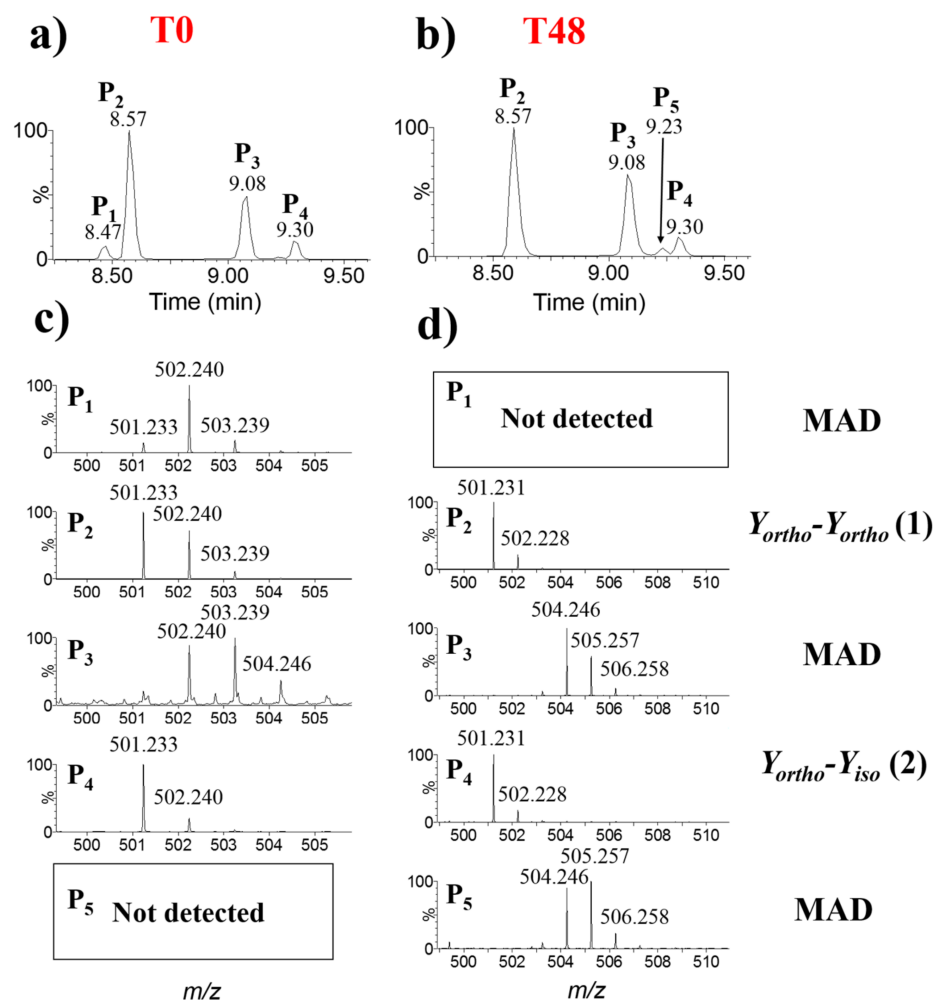 a) T0
b) T48
P2
8.57
P1
8.47
P3
9.08
P4
9.30
100
%
0
8.50 9.00 9.50
Time (min)
P2
8.57
P5
9.23
P3
9.08
P4
9.30
100
%
0
8.50 9.00 9.50
Time (min)
c)
P1
502.240
501.233
503.239
100
%
0
500 501 502 503 504 505
P2
501.233
502.240
503.239
100
%
0
500 501 502 503 504 505
P3
503.239
502.240
504.246
100
%
0
500 501 502 503 504 505
P4
501.233
502.240
100
%
0
500 501 502 503 504 505
P5 Not detected
m/z
d)
P1 Not detected
MAD
P2
501.231
502.228
100
%
0
500 502 504 506 508 510
Yortho-Yortho (1)
P3
504.246
505.257
506.258
100
%
0
500 502 504 506 508 510
MAD
P4
501.231
502.228
100
%
0
500 502 504 506 508 510
Yortho-Yiso (2)
P5
505.257
504.246
506.258
100
%
0
500 502 504 506 508 510
MAD
m/z